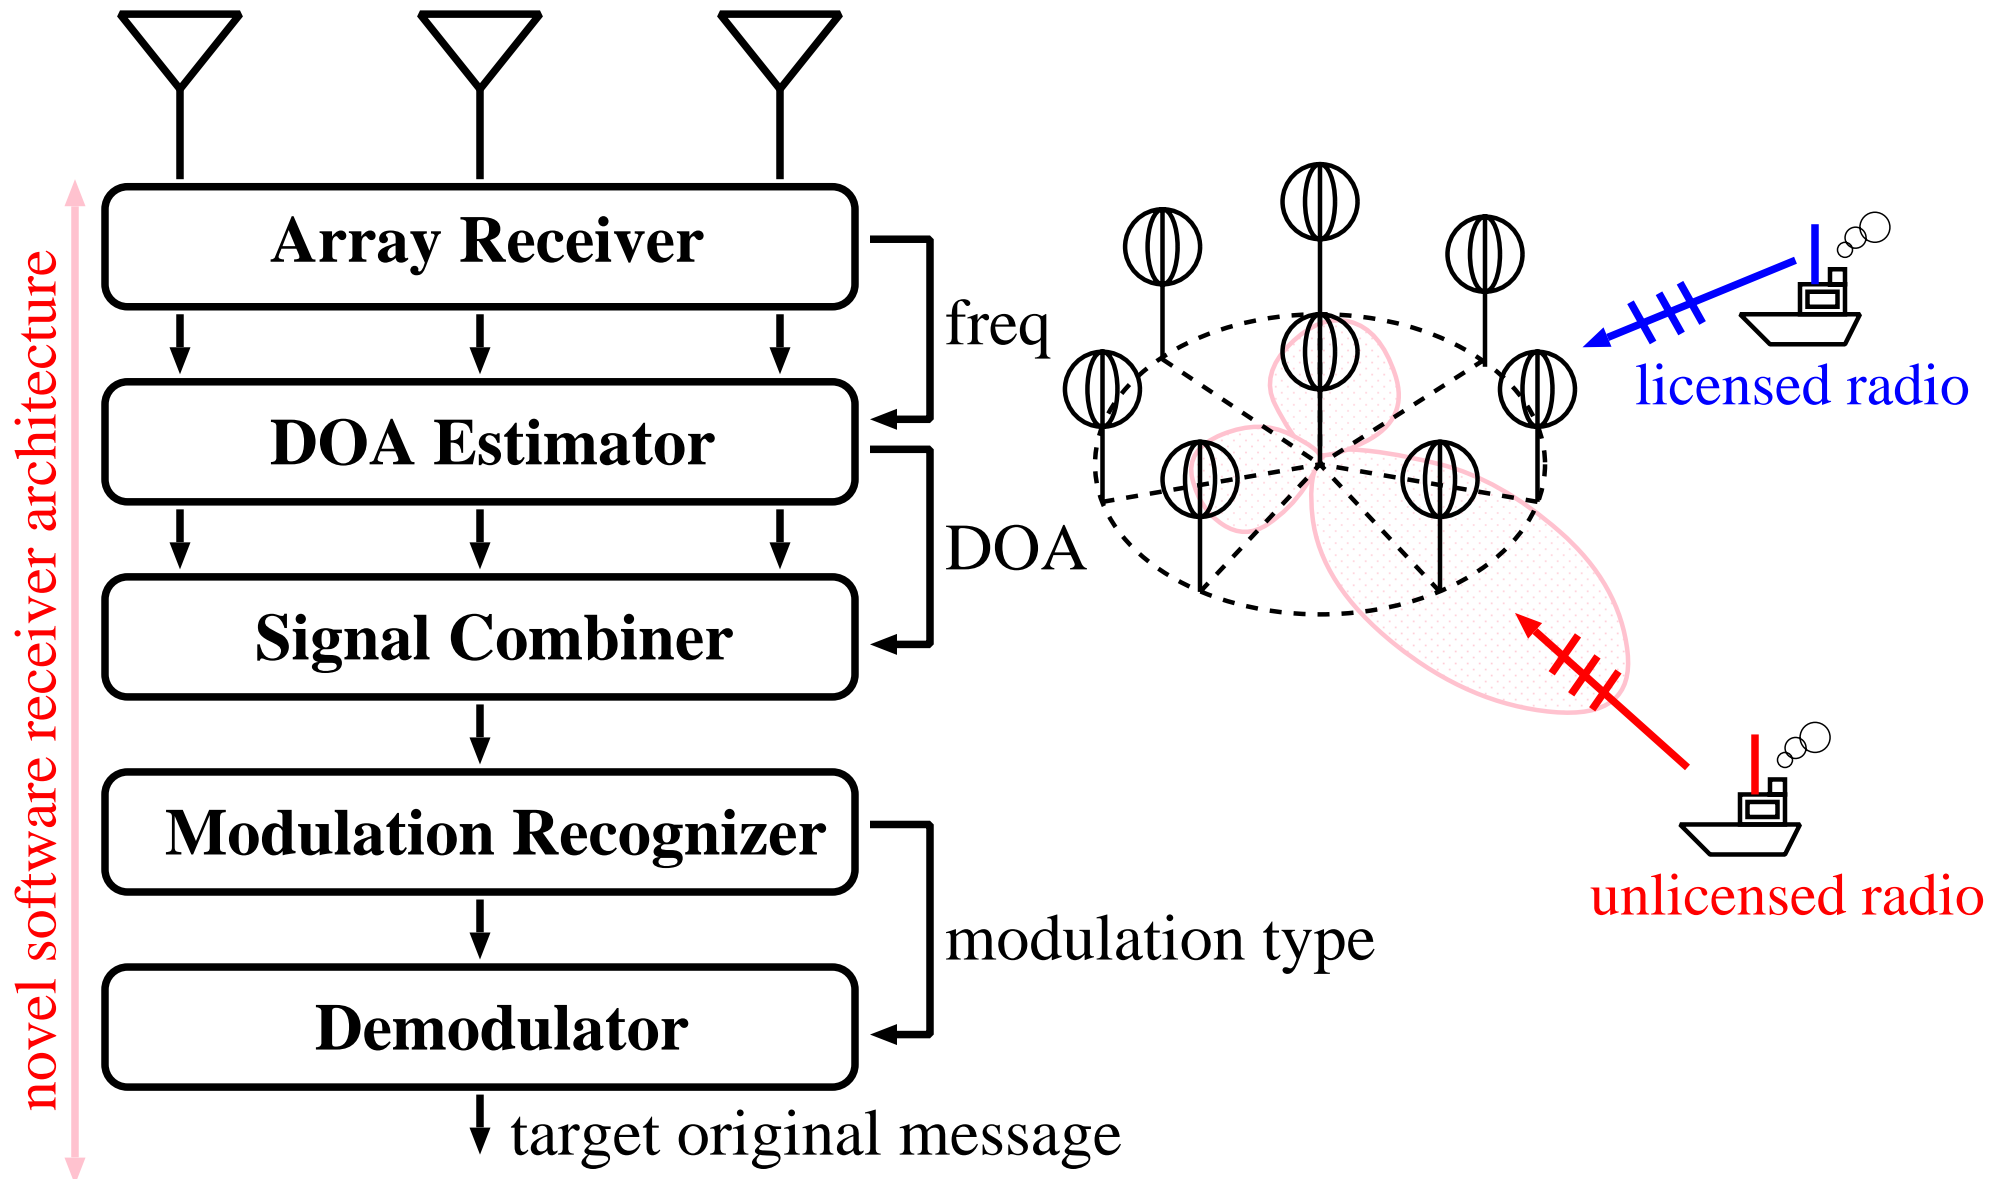 novel software receiver architecture
Array Receiver
freq
DOA Estimator
DOA
Signal Combiner
Modulation Recognizer
modulation type
Demodulator
target original message
licensed radio
unlicensed radio